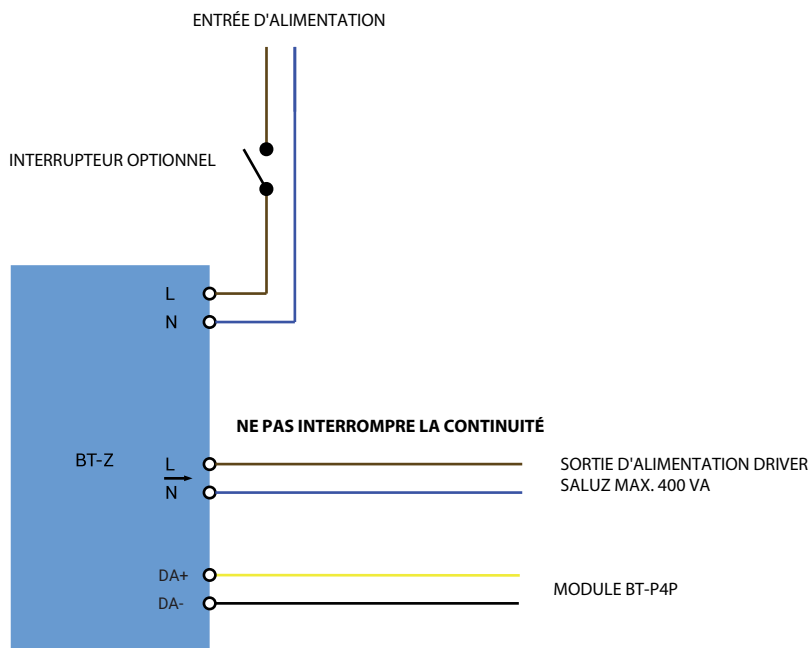 ENTRÉE D'ALIMENTATION
INTERRUPTEUR OPTIONNEL
L
N
NE PAS INTERROMPRE LA CONTINUITÉ
BT-Z
L
N
SORTIE D'ALIMENTATION DRIVER
SALUZ MAX. 400 VA
DA+
DA-
MODULE BT-P4P